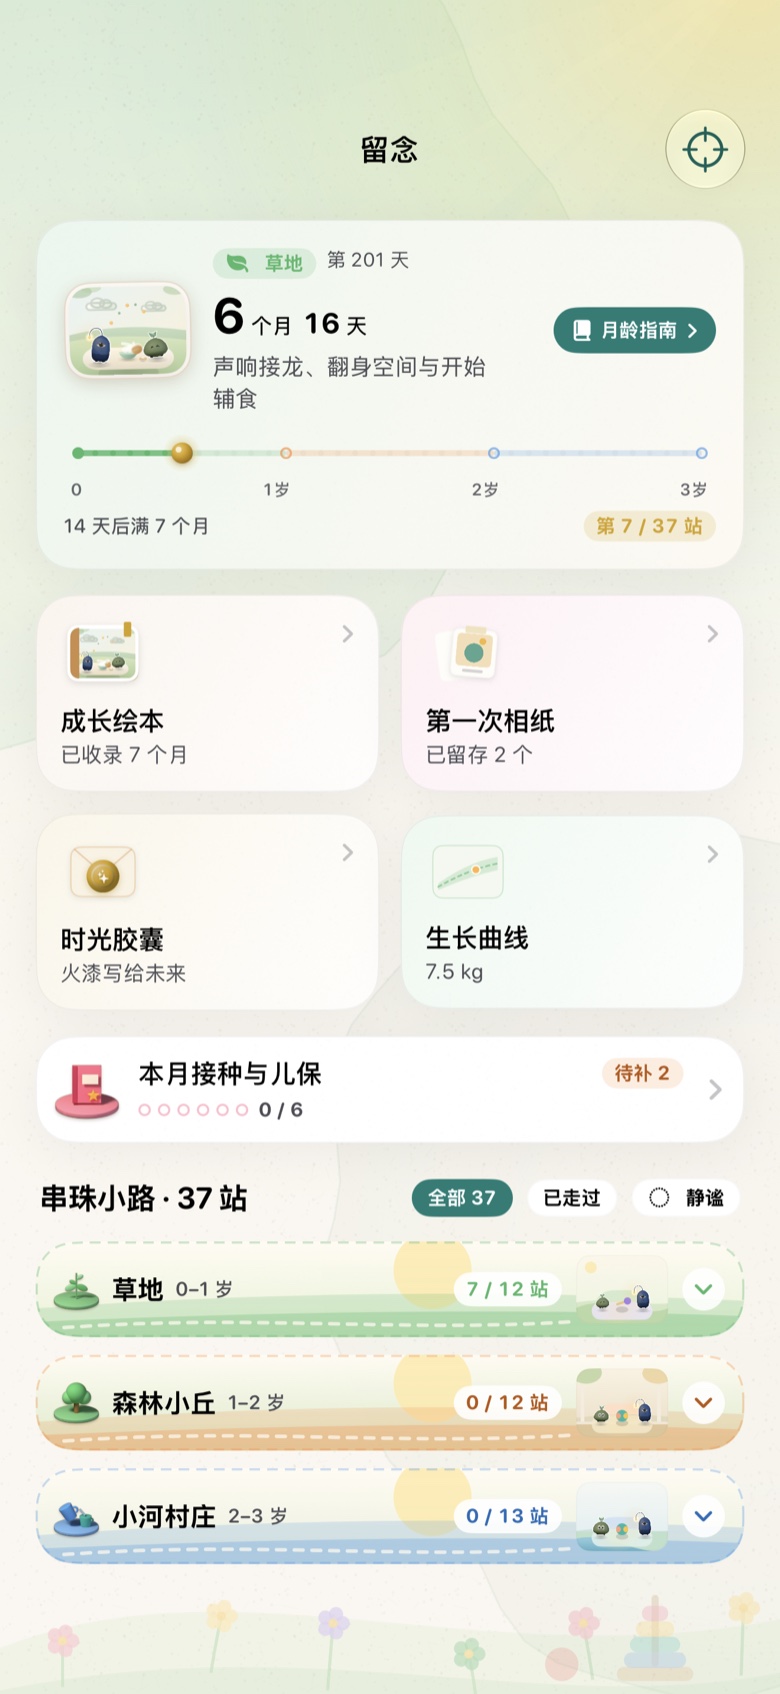 留念
草地 第 201 天
6 个月 16 天
月龄指南
声响接龙、翻身空间与开始
辅食
0 1岁 2岁 3岁
14 天后满 7 个月 第 7 / 37 站
成长绘本
已收录 7 个月
第一次相纸
已留存 2 个
时光胶囊
火漆写给未来
生长曲线
7.5 kg
本月接种与儿保 待补 2
0 / 6
串珠小路 · 37 站 全部 37 已走过 静谧
草地 0–1 岁 7 / 12 站
森林小丘 1–2 岁 0 / 12 站
小河村庄 2–3 岁 0 / 13 站